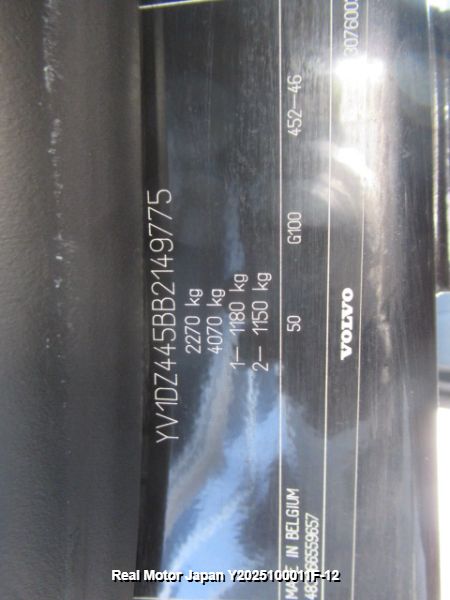 YV1DZ445BB2149775
2270 kg
4070 kg
1– 1180 kg
2– 1150 kg
50 G100 452–46
MADE IN BELGIUM
VOLVO
Real Motor Japan Y2025100011F-12